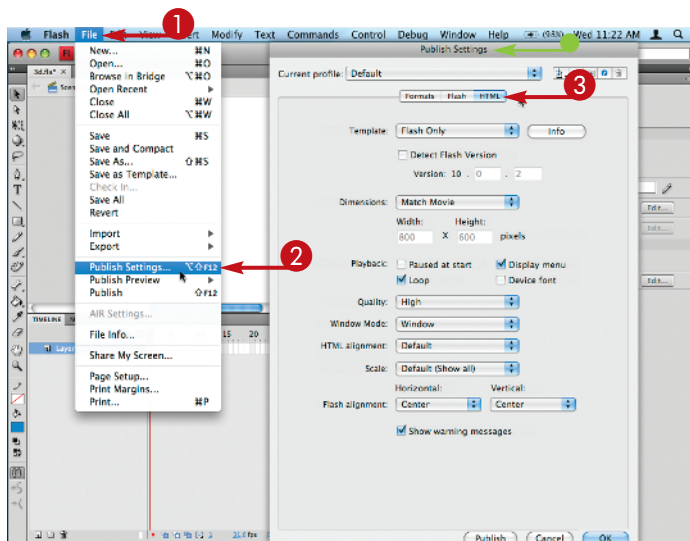 Flash File View Modify Text Commands Control Debug Window Help (98%) Wed 11:22 AM
1
New... ⌘N
Open... ⌘O
Browse in Bridge ⌥⌘O
Open Recent
Close ⌘W
Close All ⌥⌘W
Save ⌘S
Save and Compact
Save As... ⇧⌘S
Save as Template...
Check In...
Save All
Revert
Import
Export
Publish Settings... ⌥⇧F12
Publish Preview
Publish ⇧F12
AIR Settings...
File Info...
Share My Screen...
Page Setup...
Print Margins...
Print... ⌘P
2
3d.fla* ×
TIMELINE
15 20
Publish Settings
Current profile: Default
3
Formats Flash HTML
Template: Flash Only Info
Detect Flash Version
Version: 10 . 0 . 2
Dimensions: Match Movie
Width: Height:
800 X 600 pixels
Playback: Paused at start Display menu
Loop Device font
Quality: High
Window Mode: Window
HTML alignment: Default
Scale: Default (Show all)
Horizontal: Vertical:
Flash alignment: Center Center
Show warning messages
Publish Cancel OK
Edit...
Edit...
Edit...